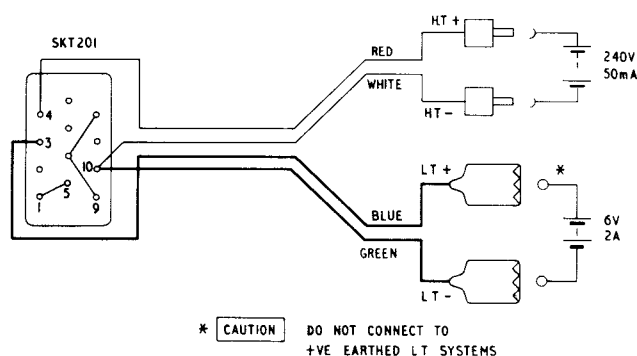 SKT201
HT+
RED
WHITE
HT-
240V
50mA
4
3
10
5
1
9
LT+
*
BLUE
GREEN
6V
2A
LT-
* CAUTION DO NOT CONNECT TO
+VE EARTHED LT SYSTEMS